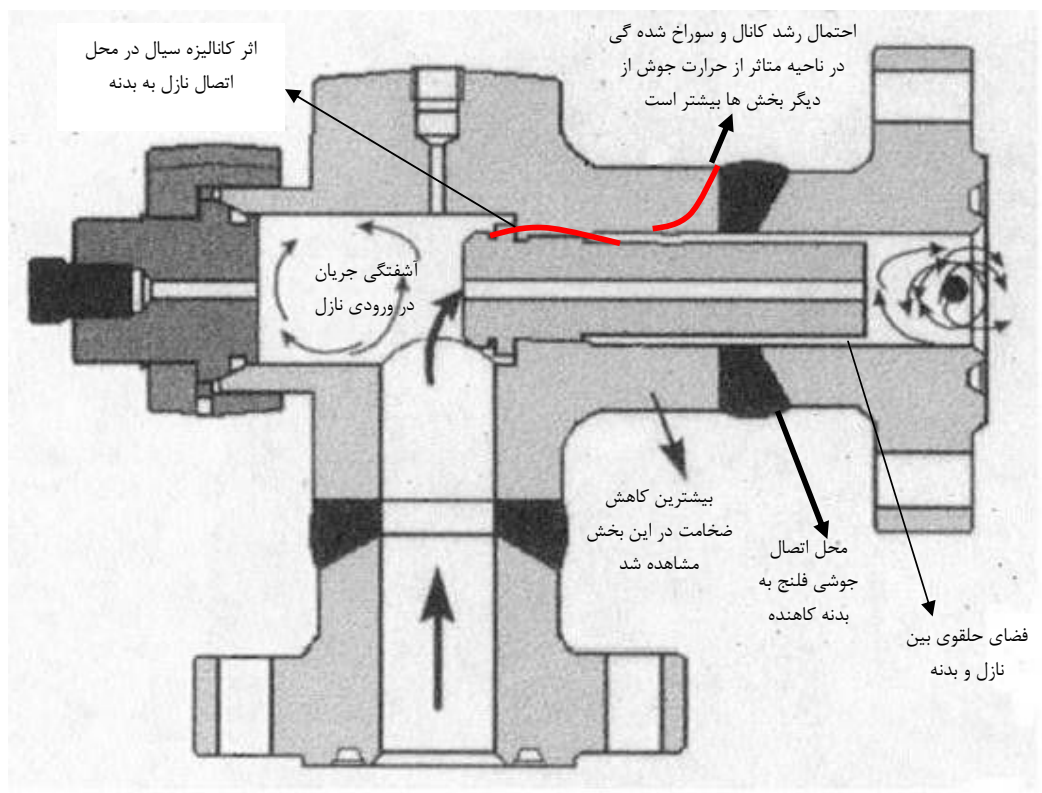 احتمال رشد کانال و سوراخ شده گی
در ناحیه متاثر از حرارت جوش از
دیگر بخش ها بیشتر است
اثر کانالیزه سیال در محل
اتصال نازل به بدنه
آشفتگی جریان
در ورودی نازل
بیشترین کاهش
ضخامت در این بخش
مشاهده شد
محل اتصال
جوشی فلنج به
بدنه کاهنده
فضای حلقوی بین
نازل و بدنه